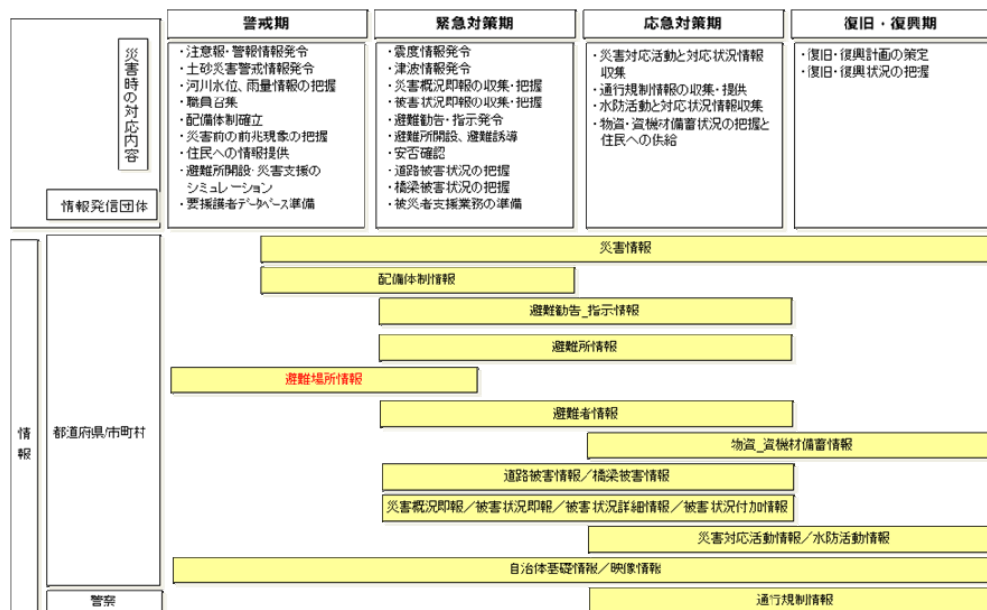 警戒期
緊急対策期
応急対策期
復旧・復興期
災害時の対応内容
情報発信団体
・注意報・警報情報発令
・土砂災害警戒情報発令
・河川水位、雨量情報の把握
・職員召集
・配備体制確立
・災害前の前兆現象の把握
・住民への情報提供
・避難所開設・災害支援の
シミュレーション
・要援護者データベース準備
・震度情報発令
・津波情報発令
・災害概況即報の収集・把握
・被害状況即報の収集・把握
・避難勧告・指示発令
・避難所開設、避難誘導
・安否確認
・道路被害状況の把握
・橋梁被害状況の把握
・被災者支援業務の準備
・災害対応活動と対応状況情報
収集
・通行規制情報の収集・提供
・水防活動と対応状況情報収集
・物資・資機材備蓄状況の把握と
住民への供給
・復旧・復興計画の策定
・復旧・復興状況の把握
情報
都道府県/市町村
災害情報
配備体制情報
避難勧告_指示情報
避難所情報
避難場所情報
避難者情報
物資_資機材備蓄情報
道路被害情報／橋梁被害情報
災害概況即報／被害状況即報／被害状況詳細情報／被害状況付加情報
災害対応活動情報／水防活動情報
自治体基礎情報／映像情報
警察
通行規制情報